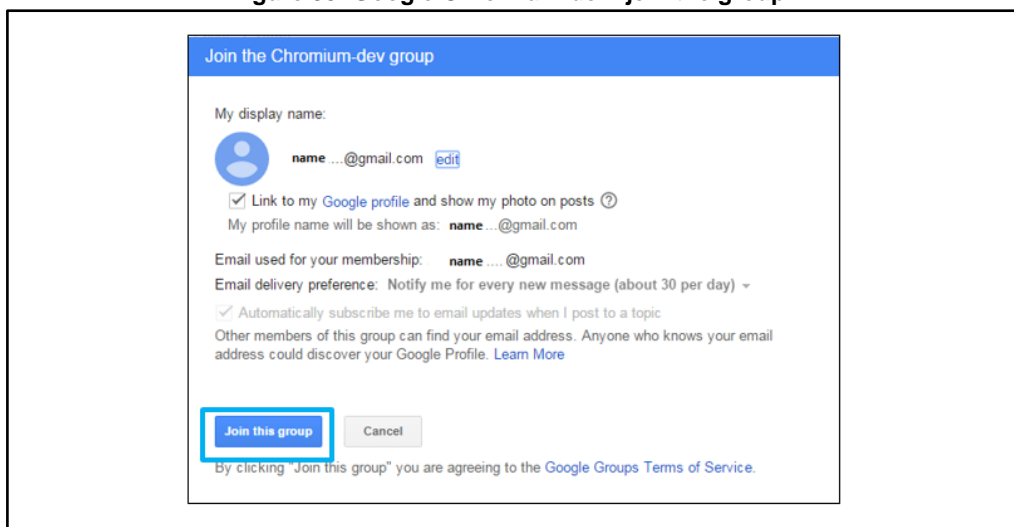 Join the Chromium-dev group
My display name:
name ...@gmail.com edit
Link to my Google profile and show my photo on posts ?
My profile name will be shown as: name ...@gmail.com
Email used for your membership: name .... @gmail.com
Email delivery preference: Notify me for every new message (about 30 per day)
Automatically subscribe me to email updates when I post to a topic
Other members of this group can find your email address. Anyone who knows your email
address could discover your Google Profile. Learn More
Join this group Cancel
By clicking "Join this group" you are agreeing to the Google Groups Terms of Service.